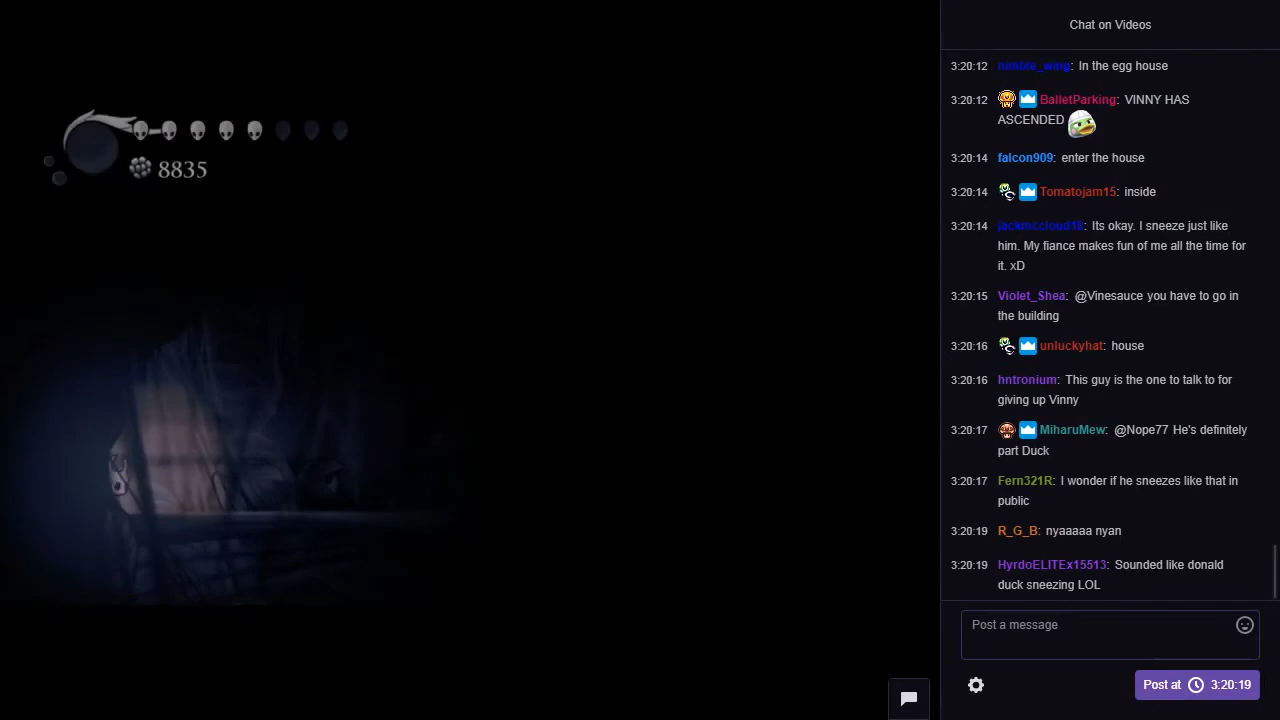 Chat on Videos
3:20:12 nimble_wing: In the egg house
3:20:12 BalletParking: VINNY HAS
ASCENDED
3:20:14 falcon909: enter the house
3:20:14 Tomatojam15: inside
3:20:14 jackmccloud18: Its okay. I sneeze just like
him. My fiance makes fun of me all the time for
it. xD
3:20:15 Violet_Shea: @Vinesauce you have to go in
the building
3:20:16 unluckyhat: house
3:20:16 hntronium: This guy is the one to talk to for
giving up Vinny
3:20:17 MiharuMew: @Nope77 He's definitely
part Duck
3:20:17 Fern321R: I wonder if he sneezes like that in
public
3:20:19 R_G_B: nyaaaaa nyan
3:20:19 HyrdoELITEx15513: Sounded like donald
duck sneezing LOL
Post a message
Post at 3:20:19
8835